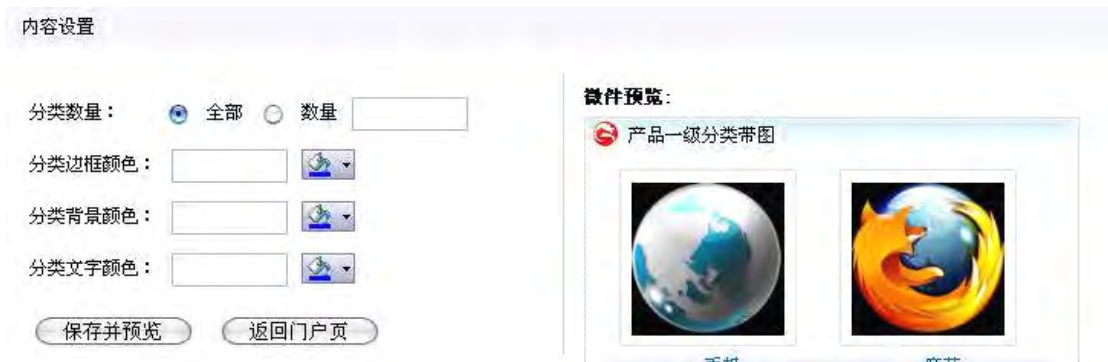 内容设置
分类数量： 全部 数量
分类边框颜色：
分类背景颜色：
分类文字颜色：
保存并预览 返回门户页
微件预览:
产品一级分类带图